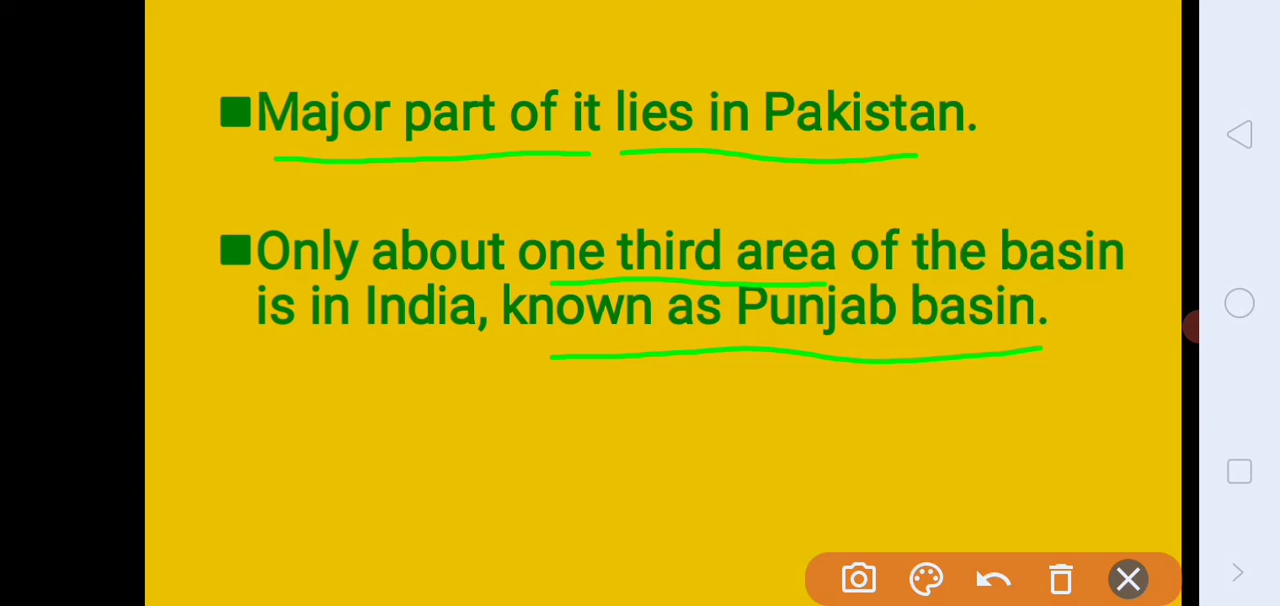 ■Major part of it lies in Pakistan.
■Only about one third area of the basin
is in India, known as Punjab basin.